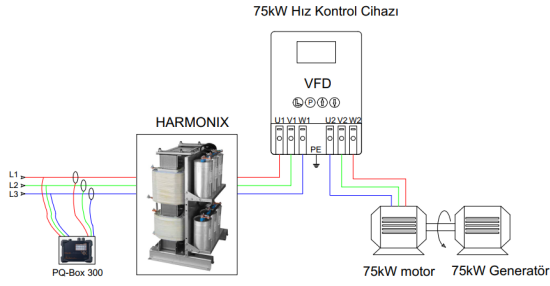 75kW Hız Kontrol Cihazı
VFD
P
U1 V1 W1 U2 V2 W2
PE
HARMONIX
L1
L2
L3
PQ-Box 300
75kW motor
75kW Generatör